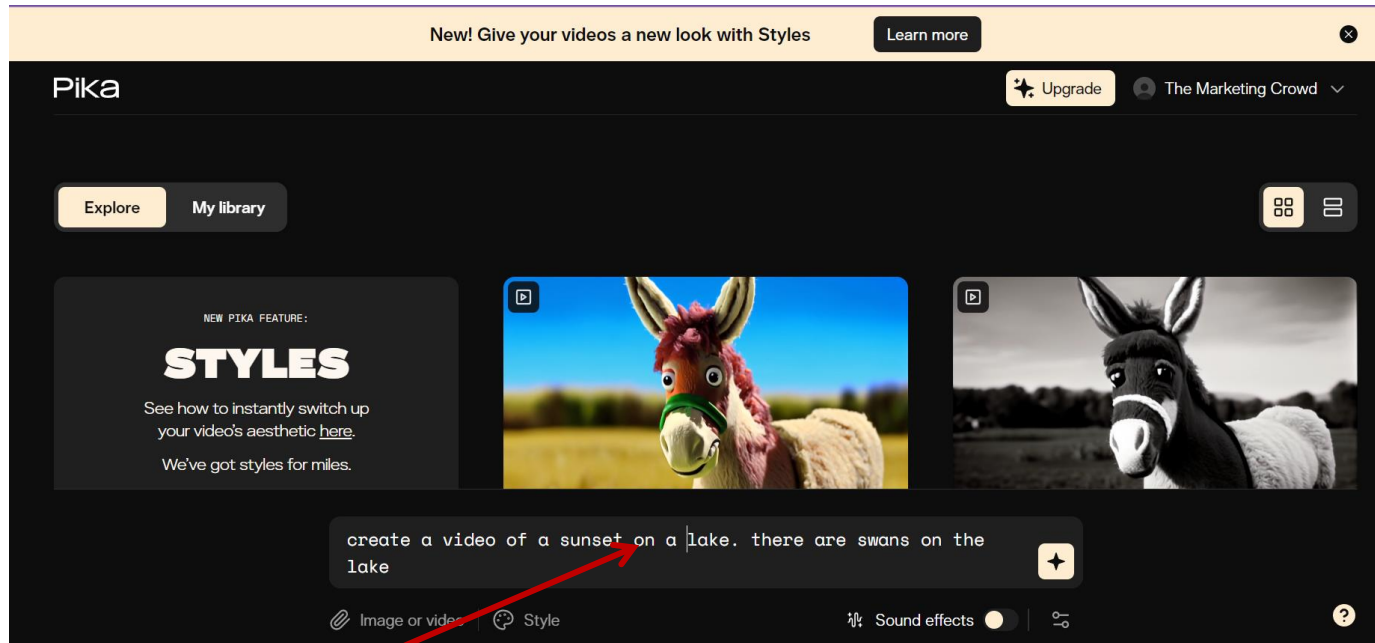 New! Give your videos a new look with Styles Learn more
Pika
Upgrade The Marketing Crowd
Explore My library
NEW PIKA FEATURE:
STYLES
See how to instantly switch up
your video's aesthetic here.
We've got styles for miles.
create a video of a sunset on a lake. there are swans on the
lake
Image or video Style Sound effects
?